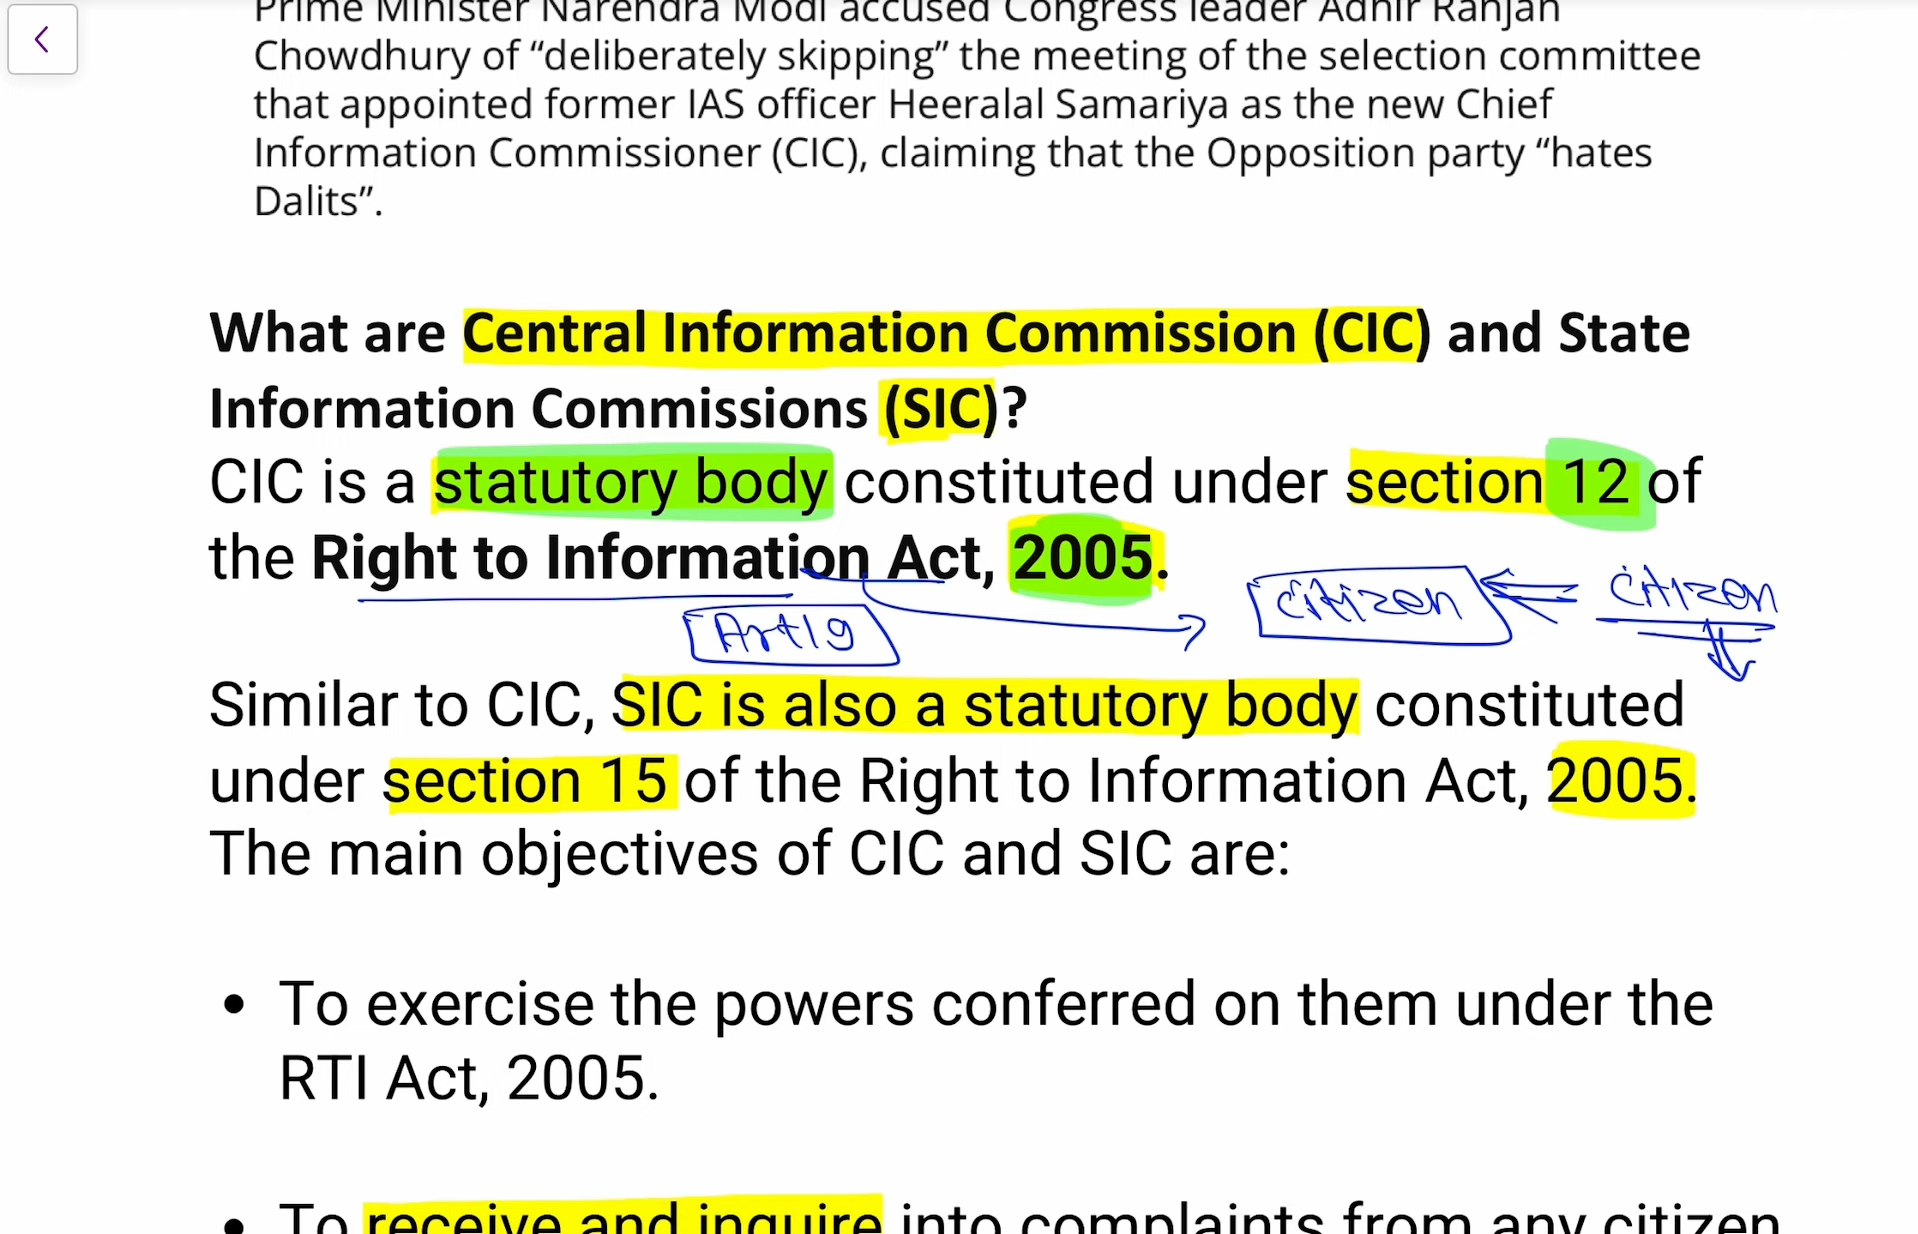 Prime Minister Narendra Modi accused Congress leader Adhir Ranjan
Chowdhury of “deliberately skipping” the meeting of the selection committee
that appointed former IAS officer Heeralal Samariya as the new Chief
Information Commissioner (CIC), claiming that the Opposition party “hates
Dalits”.
What are Central Information Commission (CIC) and State
Information Commissions (SIC)?
CIC is a statutory body constituted under section 12 of
the Right to Information Act, 2005.
Art19
citizen
citizen
Similar to CIC, SIC is also a statutory body constituted
under section 15 of the Right to Information Act, 2005.
The main objectives of CIC and SIC are:
• To exercise the powers conferred on them under the
RTI Act, 2005.
• To receive and inquire into complaints from any citizen